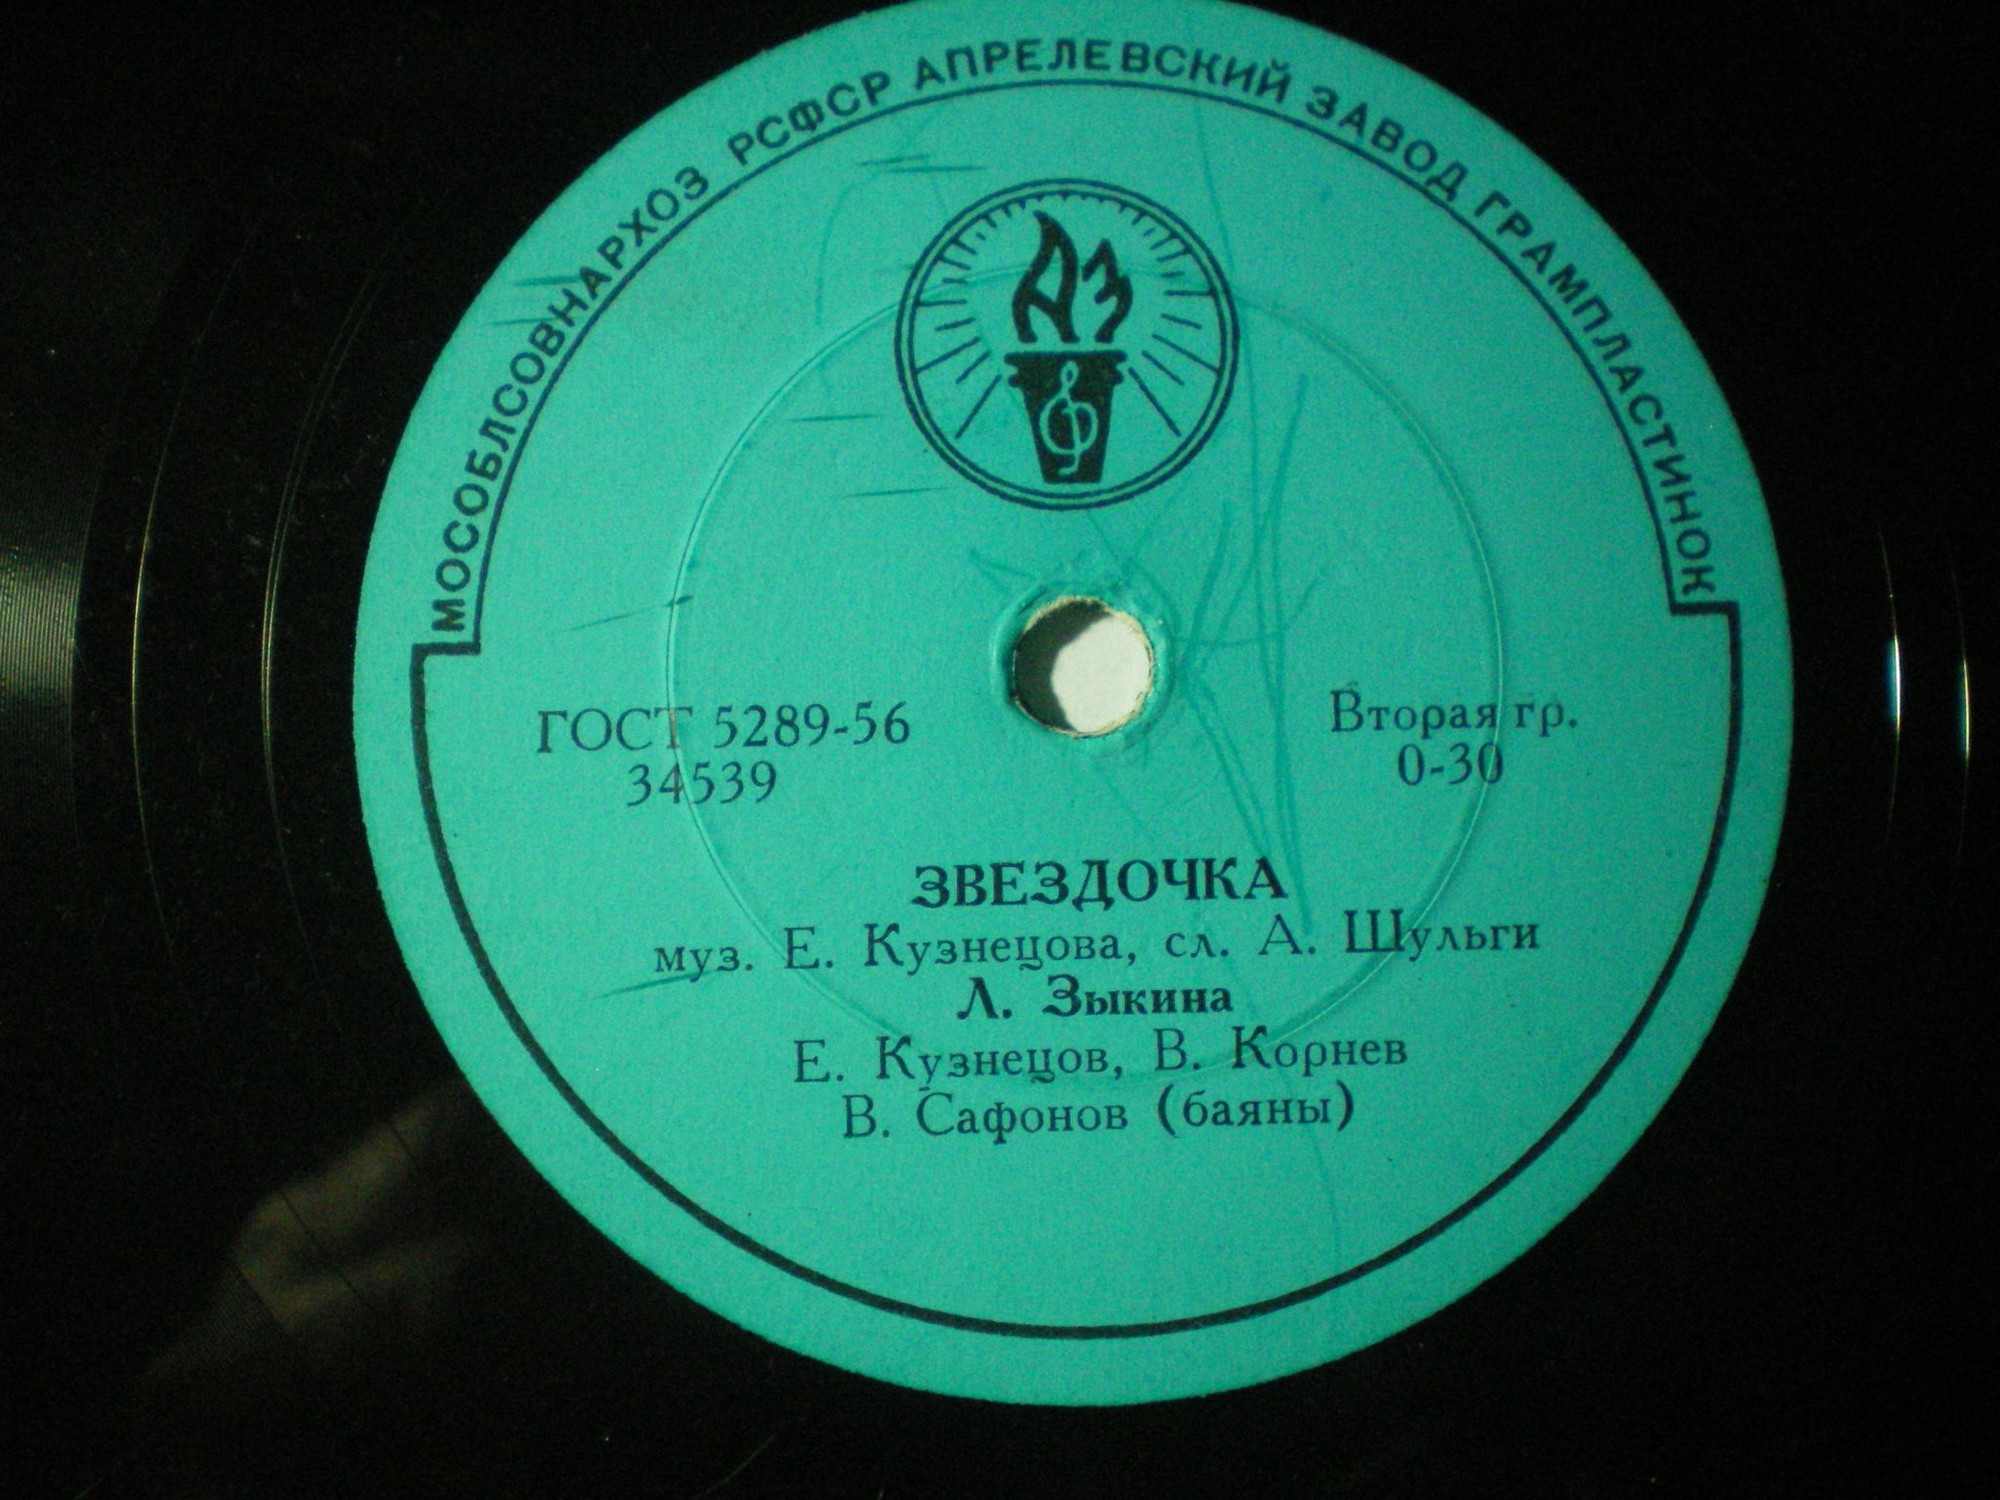 МОСОБЛСОВНАРХОЗ РСФСР АПРЕЛЕВСКИЙ ЗАВОД ГРАМПЛАСТИНОК
АЗ
ГОСТ 5289-56
34539
Вторая гр.
0-30
ЗВЕЗДОЧКА
муз. Е. Кузнецова, сл. А. Шульги
Л. Зыкина
Е. Кузнецов, В. Корнев
В. Сафонов (баяны)